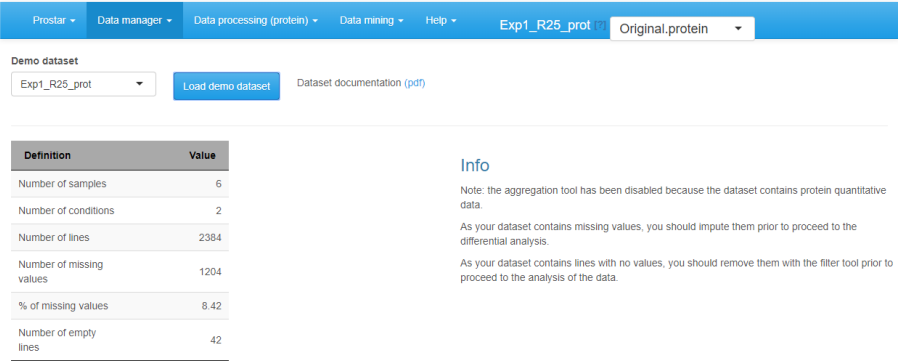 Prostar Data manager Data processing (protein) Data mining Help Exp1_R25_prot [?] Original.protein
Demo dataset
Exp1_R25_prot Load demo dataset Dataset documentation (pdf)
Definition Value
Number of samples 6
Number of conditions 2
Number of lines 2384
Number of missing
values 1204
% of missing values 8.42
Number of empty
lines 42
Info
Note: the aggregation tool has been disabled because the dataset contains protein quantitative
data.
As your dataset contains missing values, you should impute them prior to proceed to the
differential analysis.
As your dataset contains lines with no values, you should remove them with the filter tool prior to
proceed to the analysis of the data.